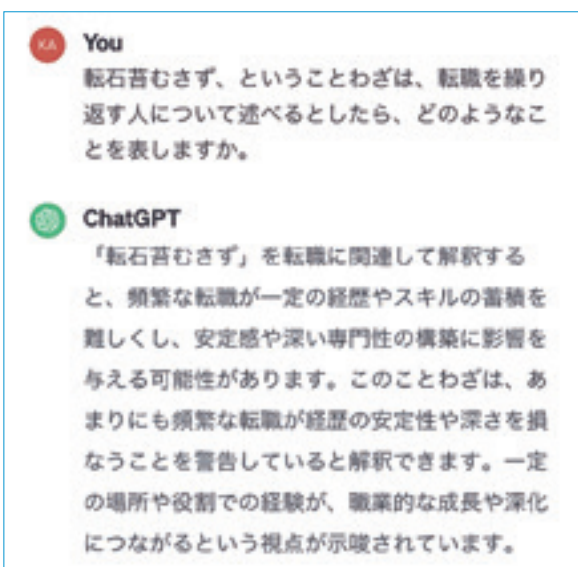 KA
You
転石苔むさず、ということわざは、転職を繰り
返す人について述べるとしたら、どのようなこ
とを表しますか。
ChatGPT
「転石苔むさず」を転職に関連して解釈する
と、頻繁な転職が一定の経歴やスキルの蓄積を
難しくし、安定感や深い専門性の構築に影響を
与える可能性があります。このことわざは、あ
まりにも頻繁な転職が経歴の安定性や深さを損
なうことを警告していると解釈できます。一定
の場所や役割での経験が、職業的な成長や深化
につながるという視点が示唆されています。